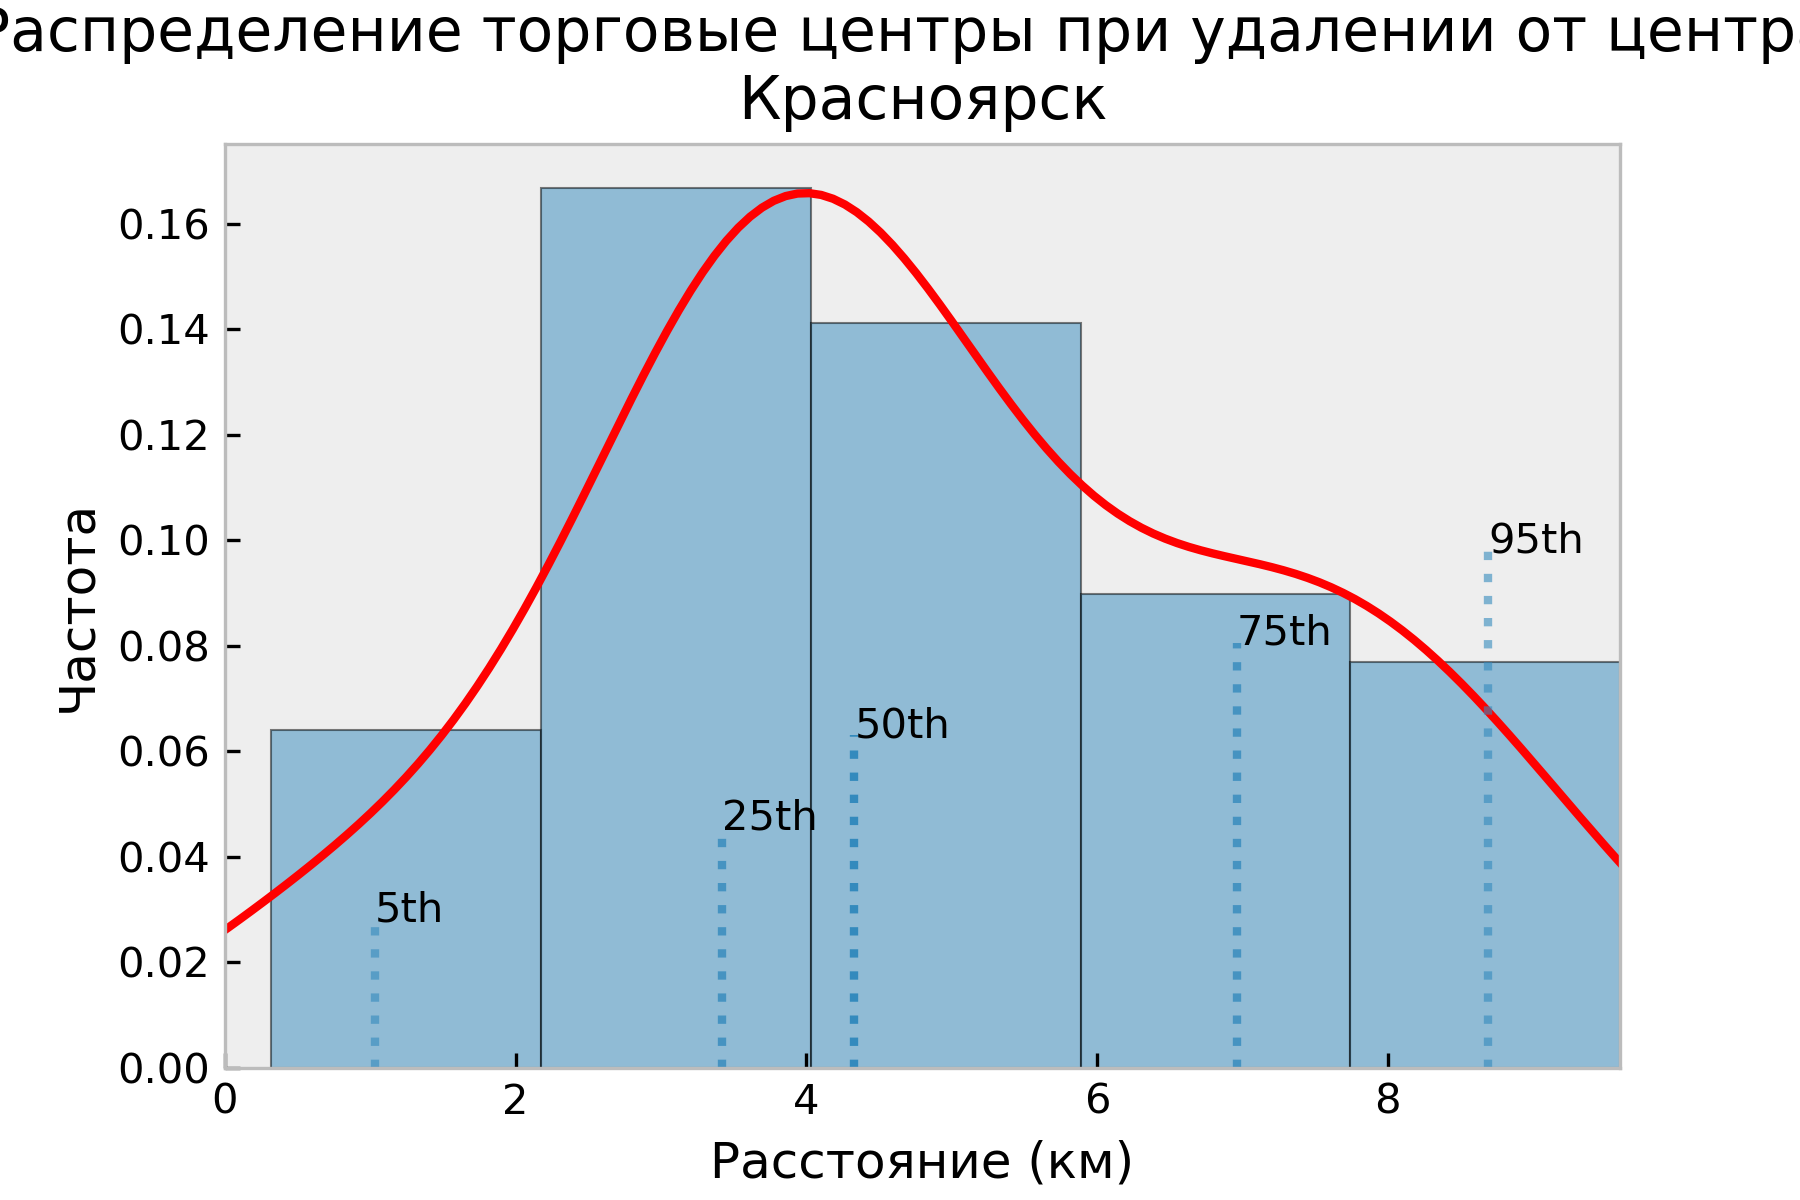 Распределение торговые центры при удалении от центра
Красноярск
Частота
0.16
0.14
0.12
0.10
0.08
0.06
0.04
0.02
0.00
95th
75th
50th
25th
5th
0 2 4 6 8
Расстояние (км)